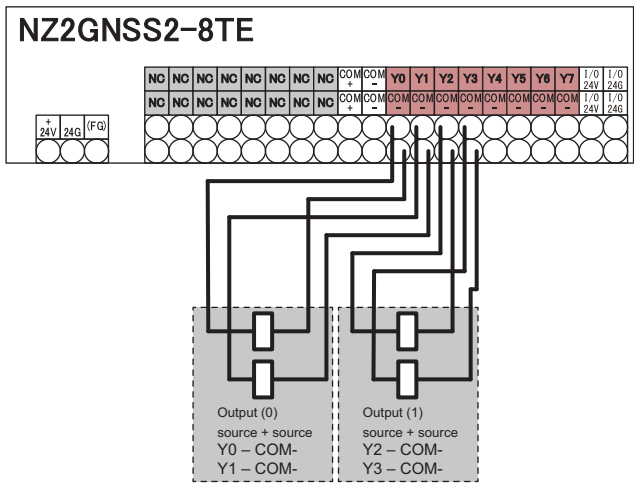 NZ2GNSS2-8TE
NC NC NC NC NC NC NC NC COM + COM - Y0 Y1 Y2 Y3 Y4 Y5 Y6 Y7 I/O 24V I/O 24G
NC NC NC NC NC NC NC NC COM + COM - COM - COM - COM - COM - COM - COM - COM - COM - I/O 24V I/O 24G
+ 24V 24G (FG)
Output (0)
source + source
Y0 – COM-
Y1 – COM-
Output (1)
source + source
Y2 – COM-
Y3 – COM-